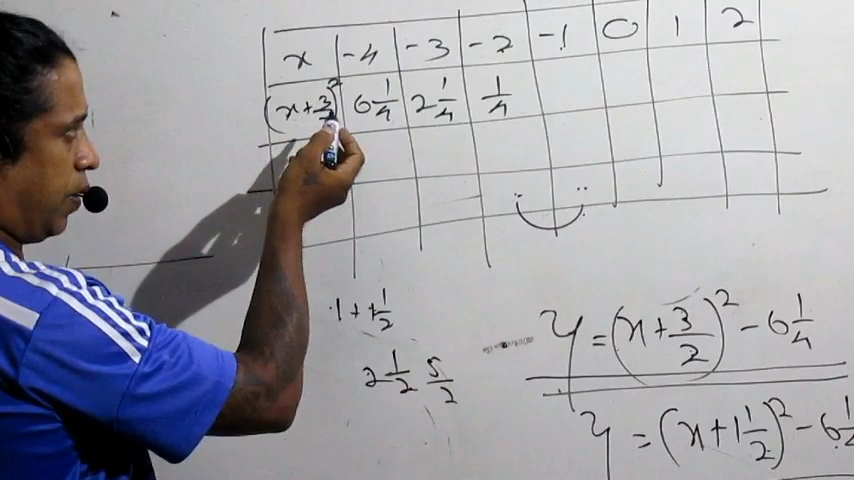 x -4 -3 -2 -1 0 1 2
(x+3/2)² 6 1/4 2 1/4 1/4
1 + 1 1/2
2 1/2 5/2
y = (x + 3/2)² - 6 1/4
y = (x + 1 1/2)² - 6 1/4